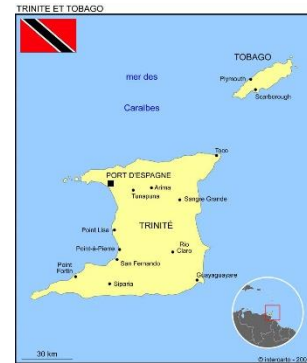 TRINITE ET TOBAGO
TOBAGO
mer des
Plymouth
Scarborough
Caraïbes
Toco
PORT D'ESPAGNE
Arima
Tunapuna
Sangre Grande
TRINITÉ
Point Lisa
Point-à-Pierre
Rio
Claro
San Fernando
Point
Fortin
Guayaguayare
Siparia
30 km
© intercarto - 200